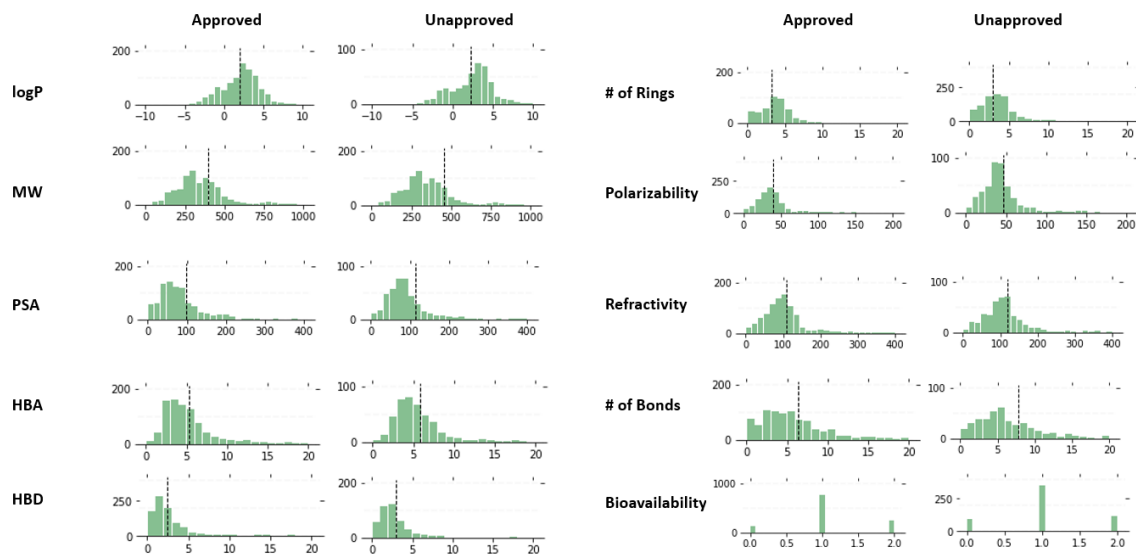 Approved Unapproved Approved Unapproved
logP
200
0
−10 −5 0 5 10
100
0
−10 −5 0 5 10
# of Rings
200
0
0 5 10 15 20
250
0
0 5 10 15 20
MW
200
0
0 250 500 750 1000
200
0
0 250 500 750 1000
Polarizability
250
0
0 50 100 150 200
100
0
0 50 100 150 200
PSA
200
0
0 100 200 300 400
100
0
0 100 200 300 400
Refractivity
200
0
0 100 200 300 400
100
0
0 100 200 300 400
HBA
200
0
0 5 10 15 20
100
0
0 5 10 15 20
# of Bonds
200
0
0 5 10 15 20
100
0
0 5 10 15 20
HBD
250
0
0 5 10 15 20
100
0
0 5 10 15 20
Bioavailability
1000
0
0.0 0.5 1.0 1.5 2.0
250
0
0.0 0.5 1.0 1.5 2.0